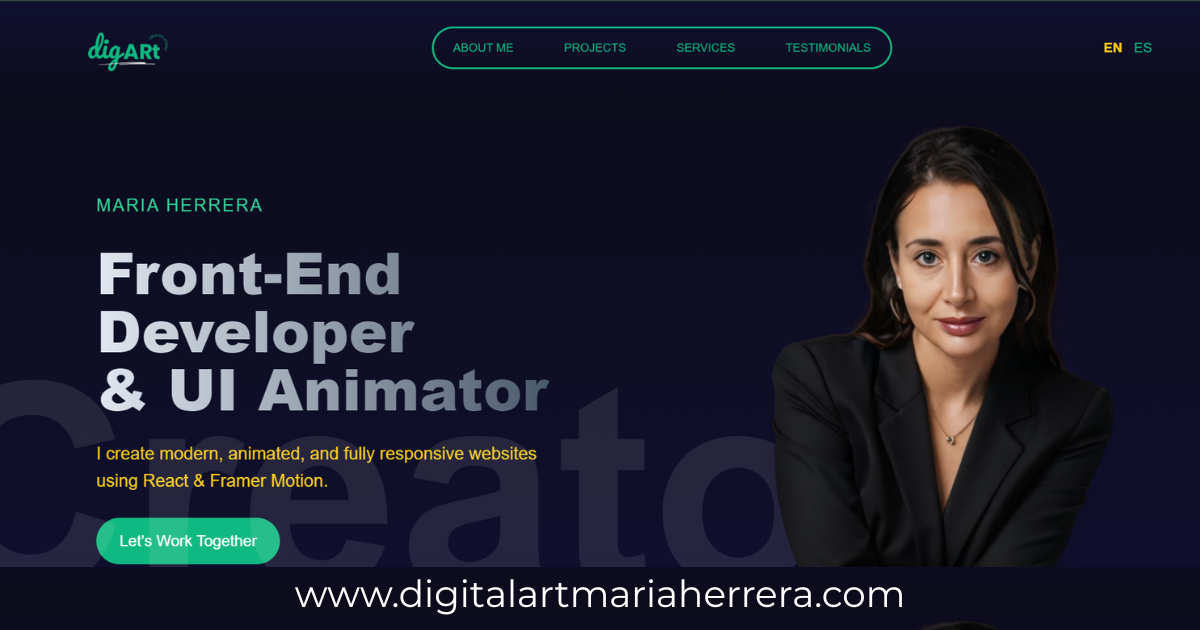 digARt
ABOUT ME PROJECTS SERVICES TESTIMONIALS
EN ES
MARIA HERRERA
Front-End
Developer
& UI Animator
Creato
I create modern, animated, and fully responsive websites
using React & Framer Motion.
Let's Work Together
www.digitalartmariaherrera.com